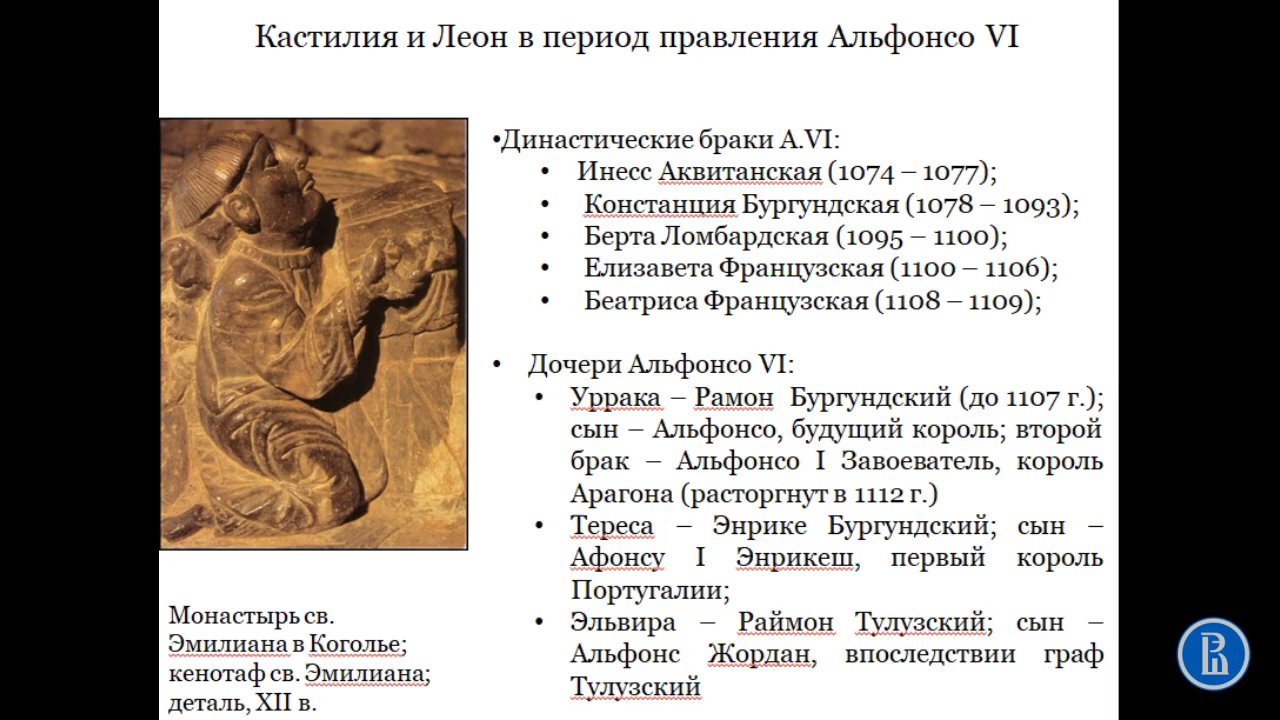 Кастилия и Леон в период правления Альфонсо VI
•Династические браки А.VI:
• Инесс Аквитанская (1074 – 1077);
• Констанция Бургундская (1078 – 1093);
• Берта Ломбардская (1095 – 1100);
• Елизавета Французская (1100 – 1106);
• Беатриса Французская (1108 – 1109);
• Дочери Альфонсо VI:
• Уррака – Рамон Бургундский (до 1107 г.);
сын – Альфонсо, будущий король; второй
брак – Альфонсо I Завоеватель, король
Арагона (расторгнут в 1112 г.)
• Тереса – Энрике Бургундский; сын –
Афонсу I Энрикеш, первый король
Португалии;
• Эльвира – Раймон Тулузский; сын –
Альфонс Жордан, впоследствии граф
Тулузский
Монастырь св.
Эмилиана в Коголье;
кенотаф св. Эмилиана;
деталь, XII в.